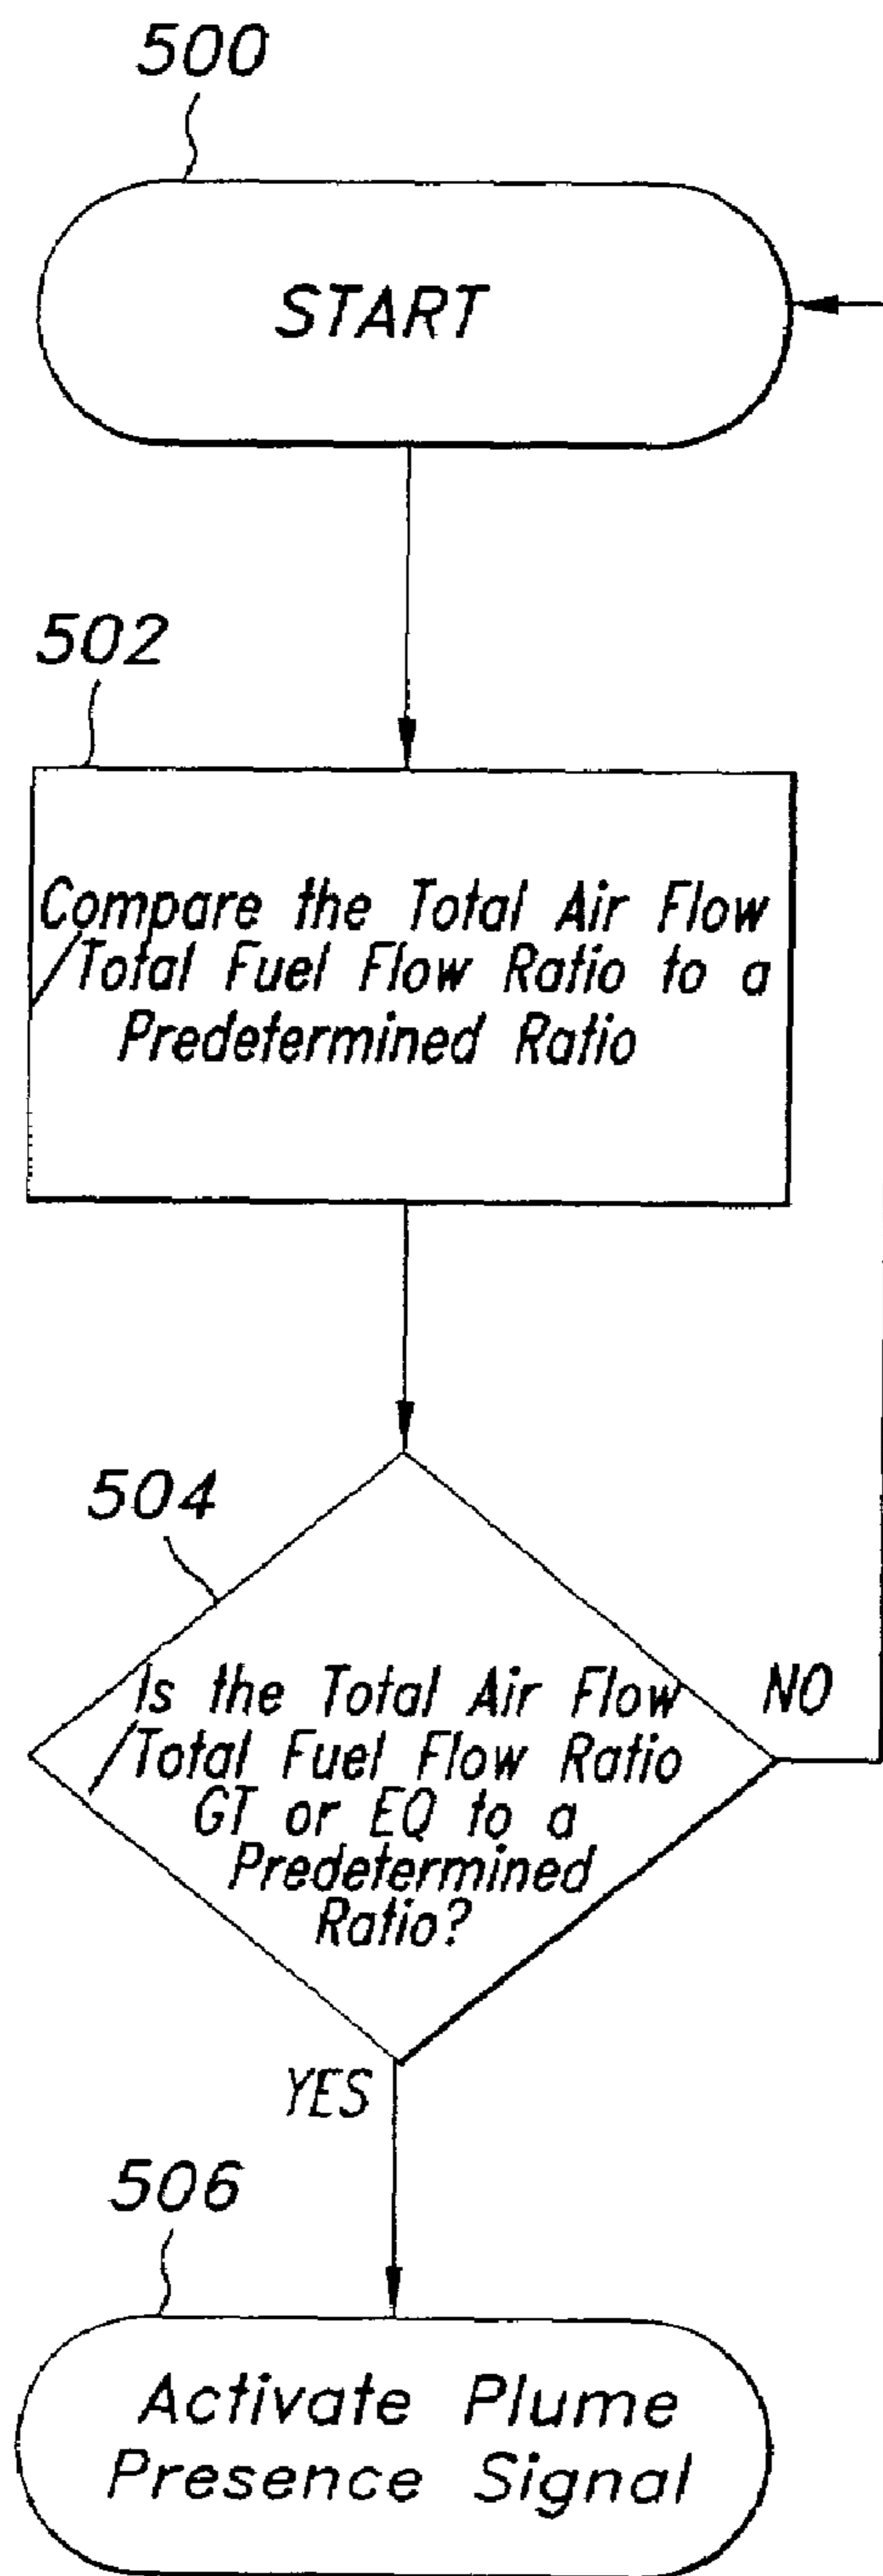 500
START
502
Compare the Total Air Flow
/Total Fuel Flow Ratio to a
Predetermined Ratio
504
Is the Total Air Flow
/Total Fuel Flow Ratio
GT or EQ to a
Predetermined
Ratio?
NO
YES
506
Activate Plume
Presence Signal